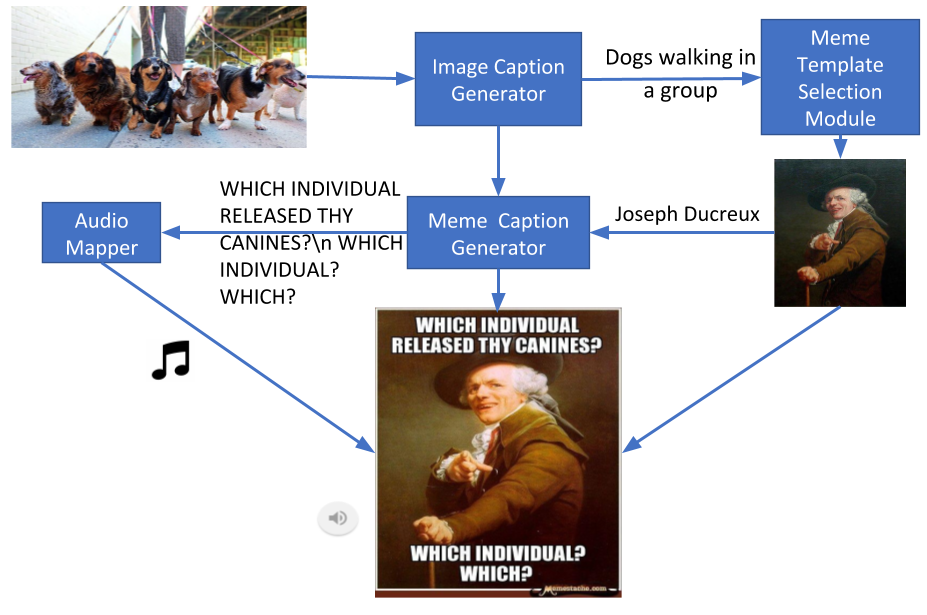 Image Caption
Generator
Dogs walking in
a group
Meme
Template
Selection
Module
WHICH INDIVIDUAL
RELEASED THY
CANINES?\n WHICH
INDIVIDUAL?
WHICH?
Audio
Mapper
Meme Caption
Generator
Joseph Ducreux
WHICH INDIVIDUAL
RELEASED THY CANINES?
WHICH INDIVIDUAL?
WHICH?
Memestache.com